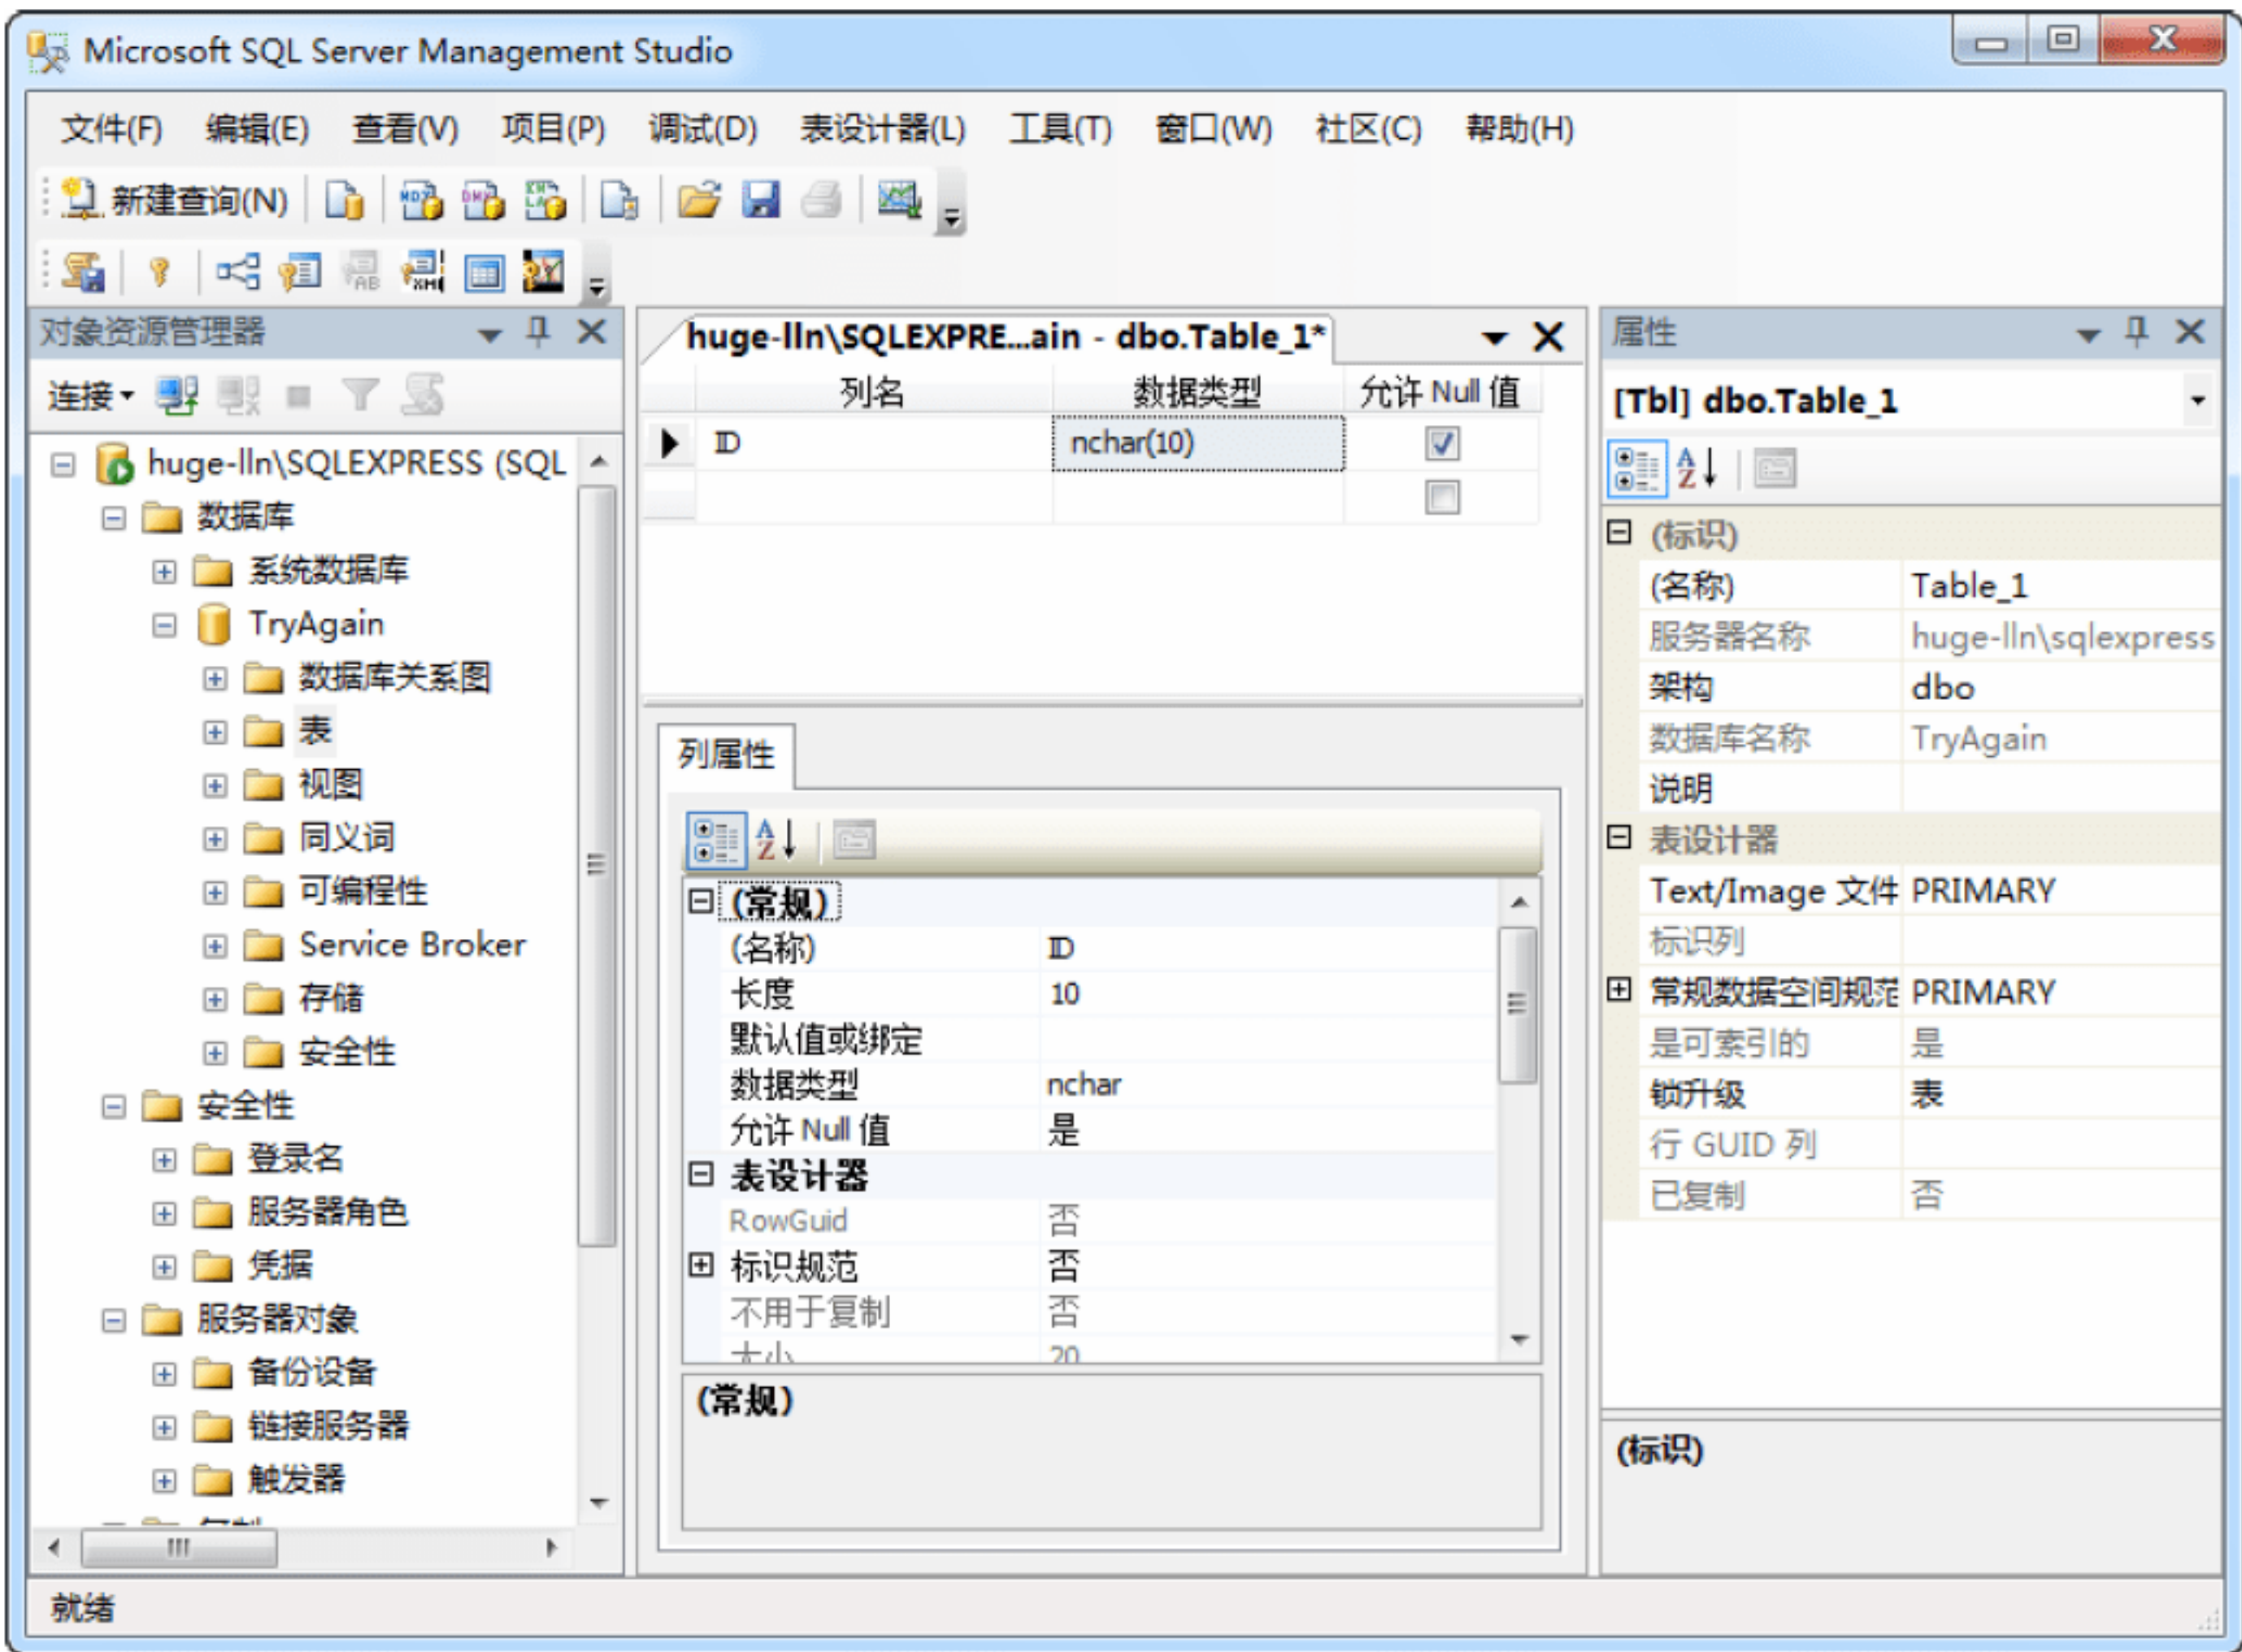 Microsoft SQL Server Management Studio
文件(F) 编辑(E) 查看(V) 项目(P) 调试(D) 表设计器(L) 工具(T) 窗口(W) 社区(C) 帮助(H)
新建查询(N)
对象资源管理器
连接
huge-lln\SQLEXPRESS (SQL
数据库
系统数据库
TryAgain
数据库关系图
表
视图
同义词
可编程性
Service Broker
存储
安全性
安全性
登录名
服务器角色
凭据
服务器对象
备份设备
链接服务器
触发器
huge-lln\SQLEXPRE...ain - dbo.Table_1*
列名 数据类型 允许 Null 值
ID nchar(10)
列属性
(常规)
(名称) ID
长度 10
默认值或绑定
数据类型 nchar
允许 Null 值 是
表设计器
RowGuid 否
标识规范 否
不用于复制 否
大小 20
(常规)
属性
[Tbl] dbo.Table_1
(标识)
(名称) Table_1
服务器名称 huge-lln\sqlexpress
架构 dbo
数据库名称 TryAgain
说明
表设计器
Text/Image 文件 PRIMARY
标识列
常规数据空间规范 PRIMARY
是可索引的 是
锁升级 表
行 GUID 列
已复制 否
(标识)
就绪